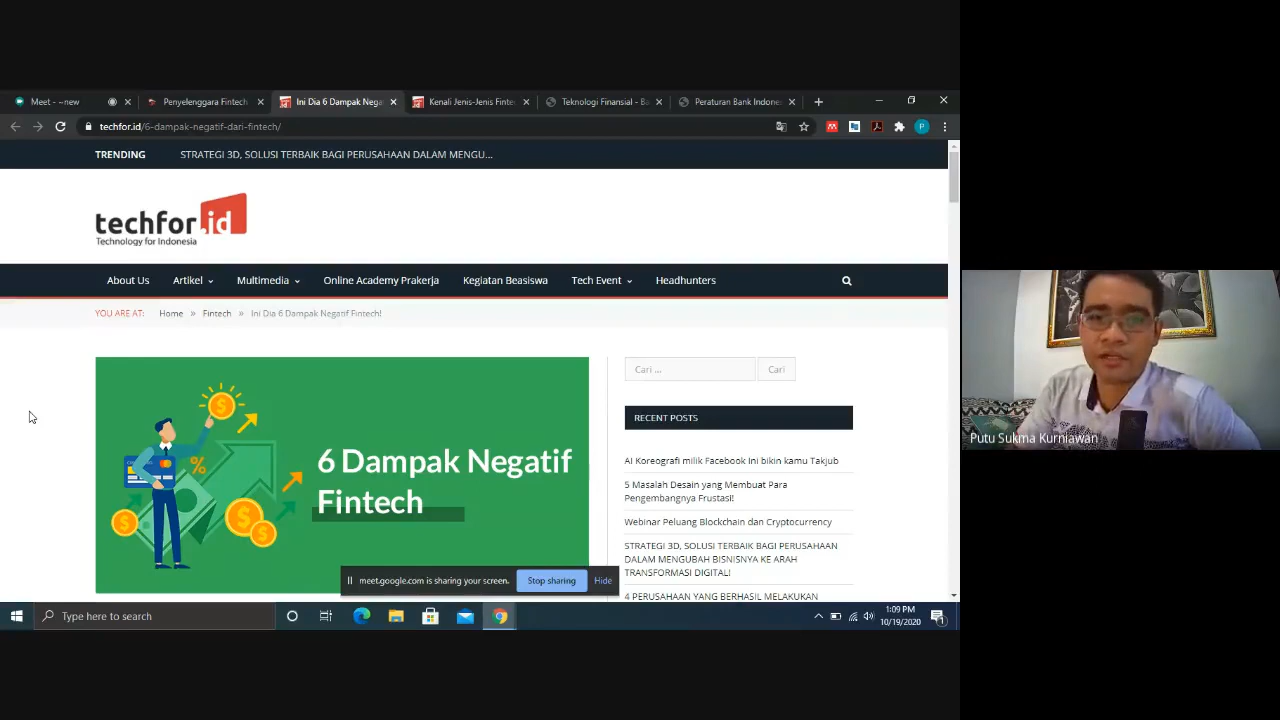 Meet - ~new
Penyelenggara Fintech
Ini Dia 6 Dampak Nega
Kenali Jenis-Jenis Finte
Teknologi Finansial - Ba
Peraturan Bank Indone
techfor.id/6-dampak-negatif-dari-fintech/
P
TRENDING
STRATEGI 3D, SOLUSI TERBAIK BAGI PERUSAHAAN DALAM MENGU...
techfor.id
Technology for Indonesia
About Us
Artikel
Multimedia
Online Academy Prakerja
Kegiatan Beasiswa
Tech Event
Headhunters
YOU ARE AT: Home » Fintech » Ini Dia 6 Dampak Negatif Fintech!
6 Dampak Negatif
Fintech
Cari ...
Cari
RECENT POSTS
AI Koreografi milik Facebook Ini bikin kamu Takjub
5 Masalah Desain yang Membuat Para
Pengembangnya Frustasi!
Webinar Peluang Blockchain dan Cryptocurrency
STRATEGI 3D, SOLUSI TERBAIK BAGI PERUSAHAAN
DALAM MENGUBAH BISNISNYA KE ARAH
TRANSFORMASI DIGITAL!
4 PERUSAHAAN YANG BERHASIL MELAKUKAN
meet.google.com is sharing your screen.
Stop sharing
Hide
Type here to search
1:09 PM
10/19/2020
1
Putu Sukma Kurniawan